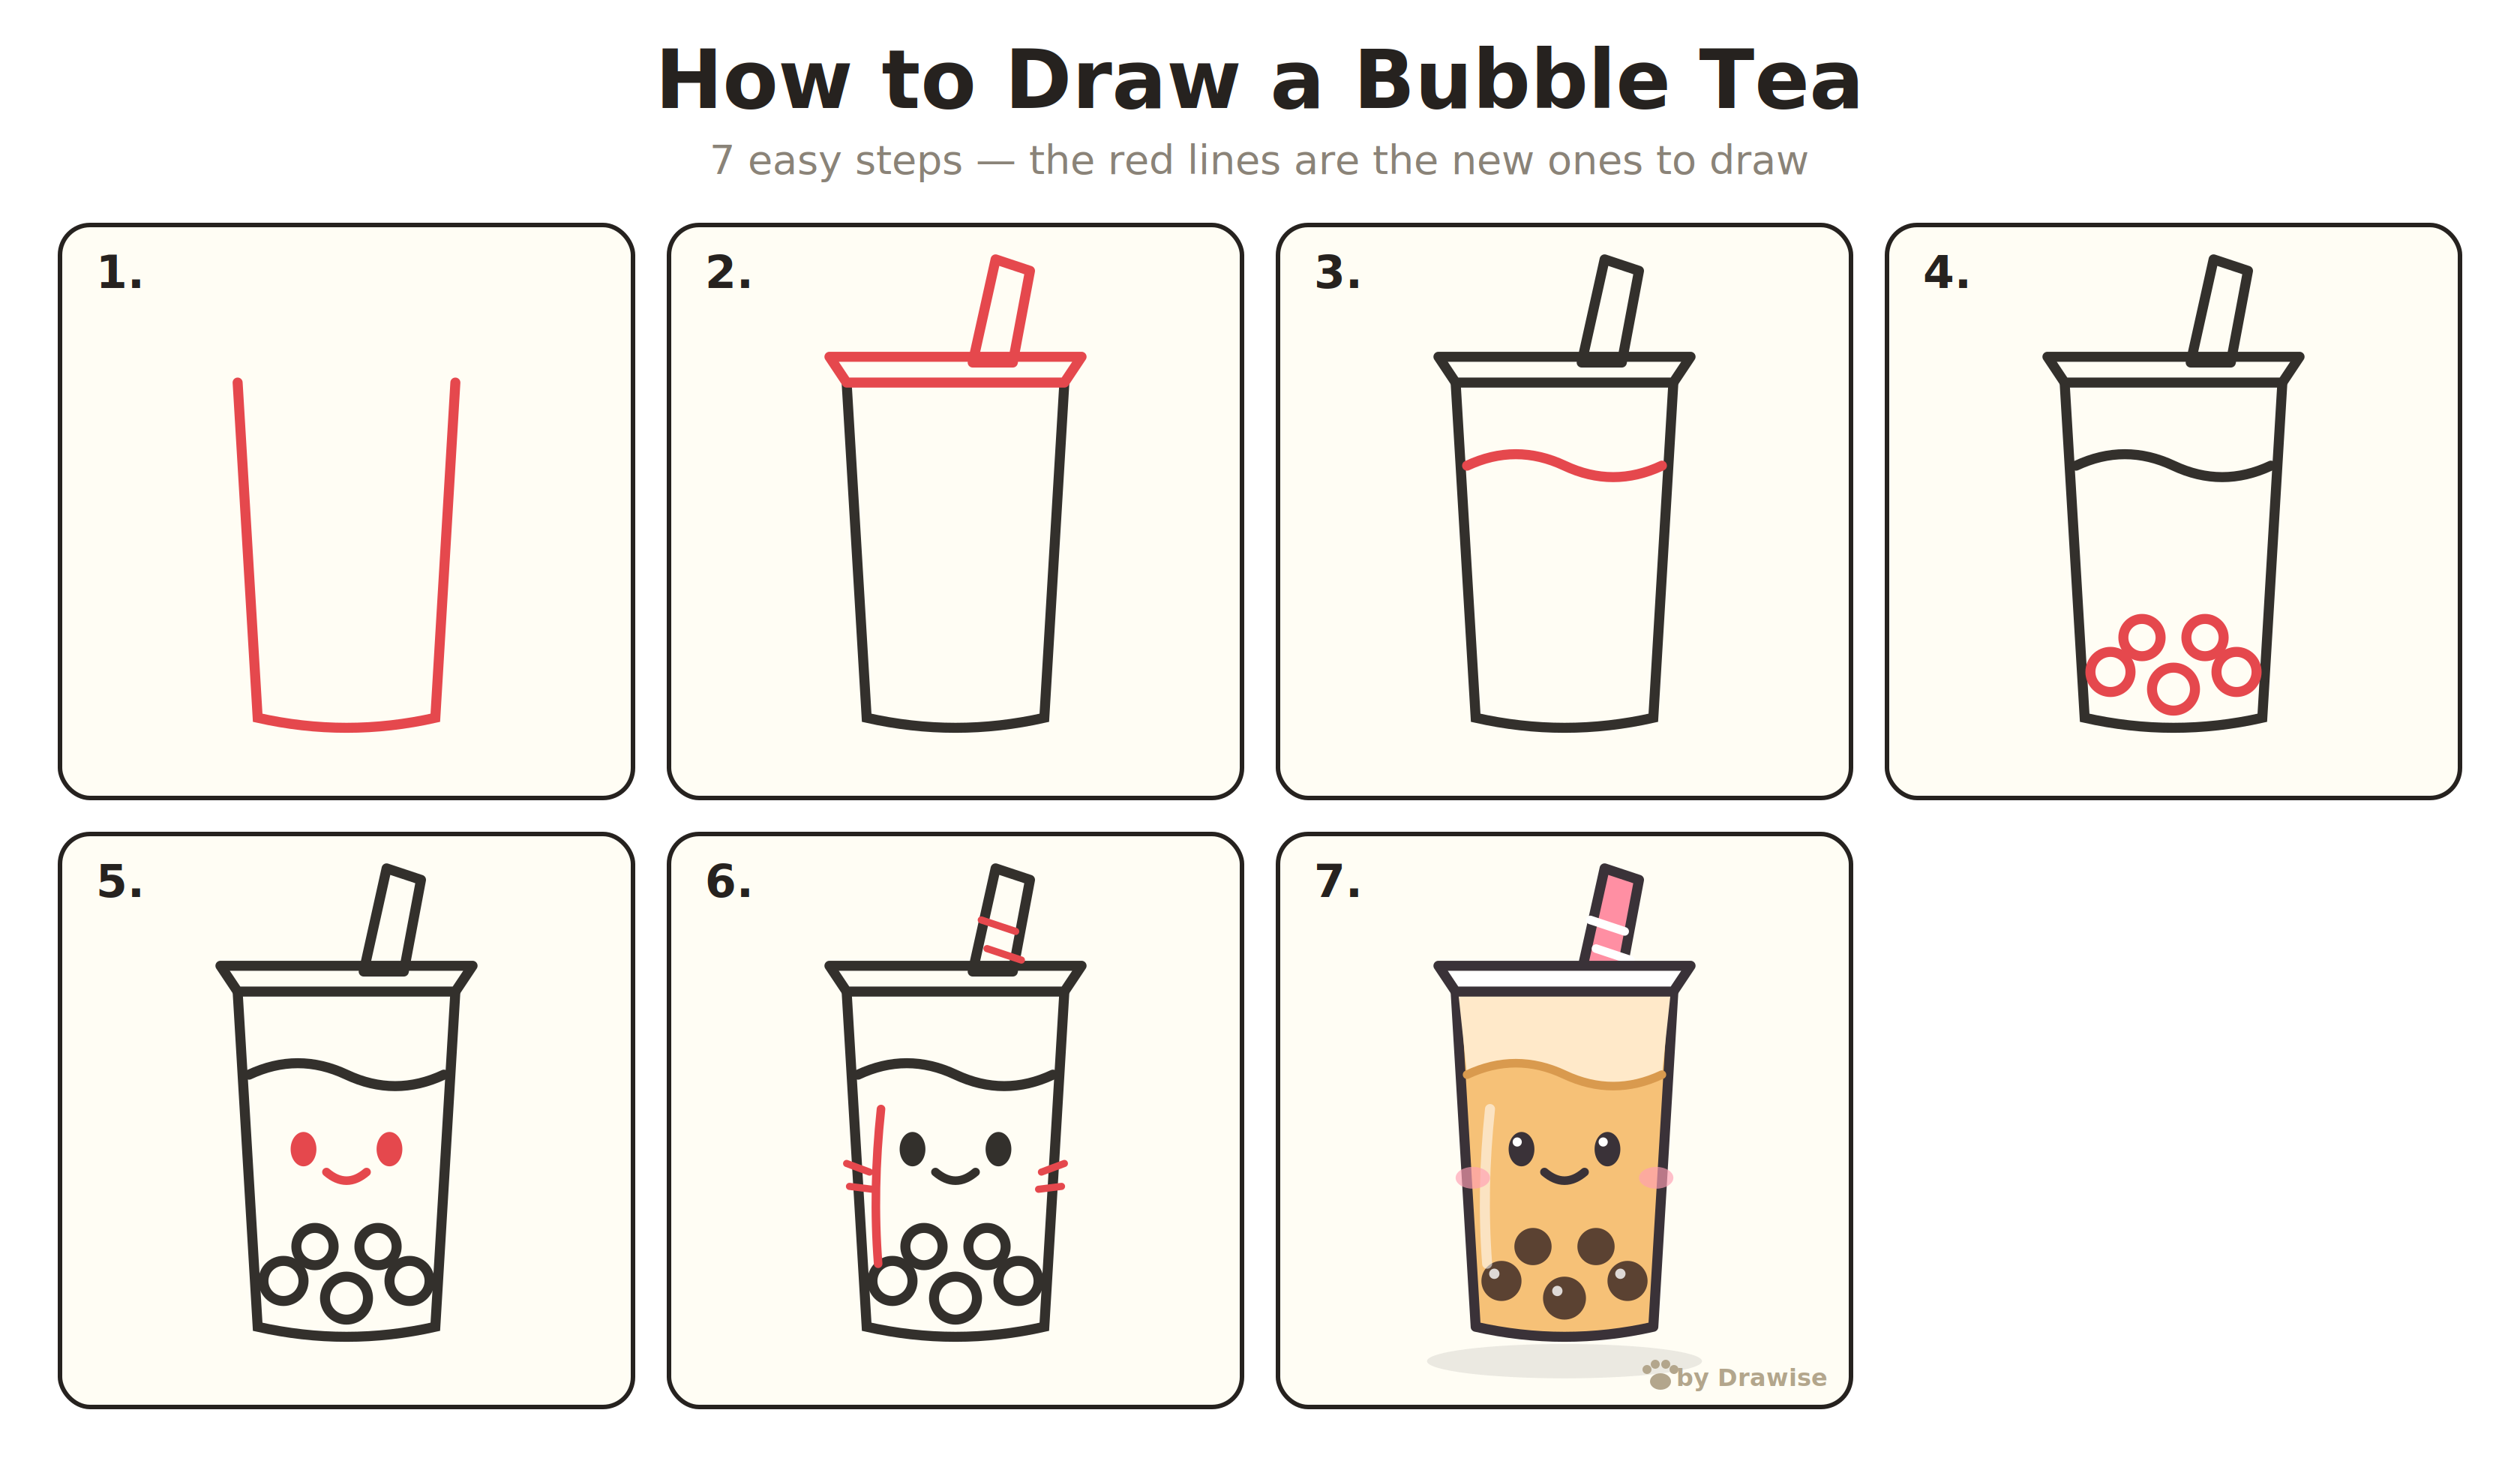 How to Draw a Bubble Tea
7 easy steps — the red lines are the new ones to draw
1.
2.
3.
4.
5.
6.
7.
by Drawise